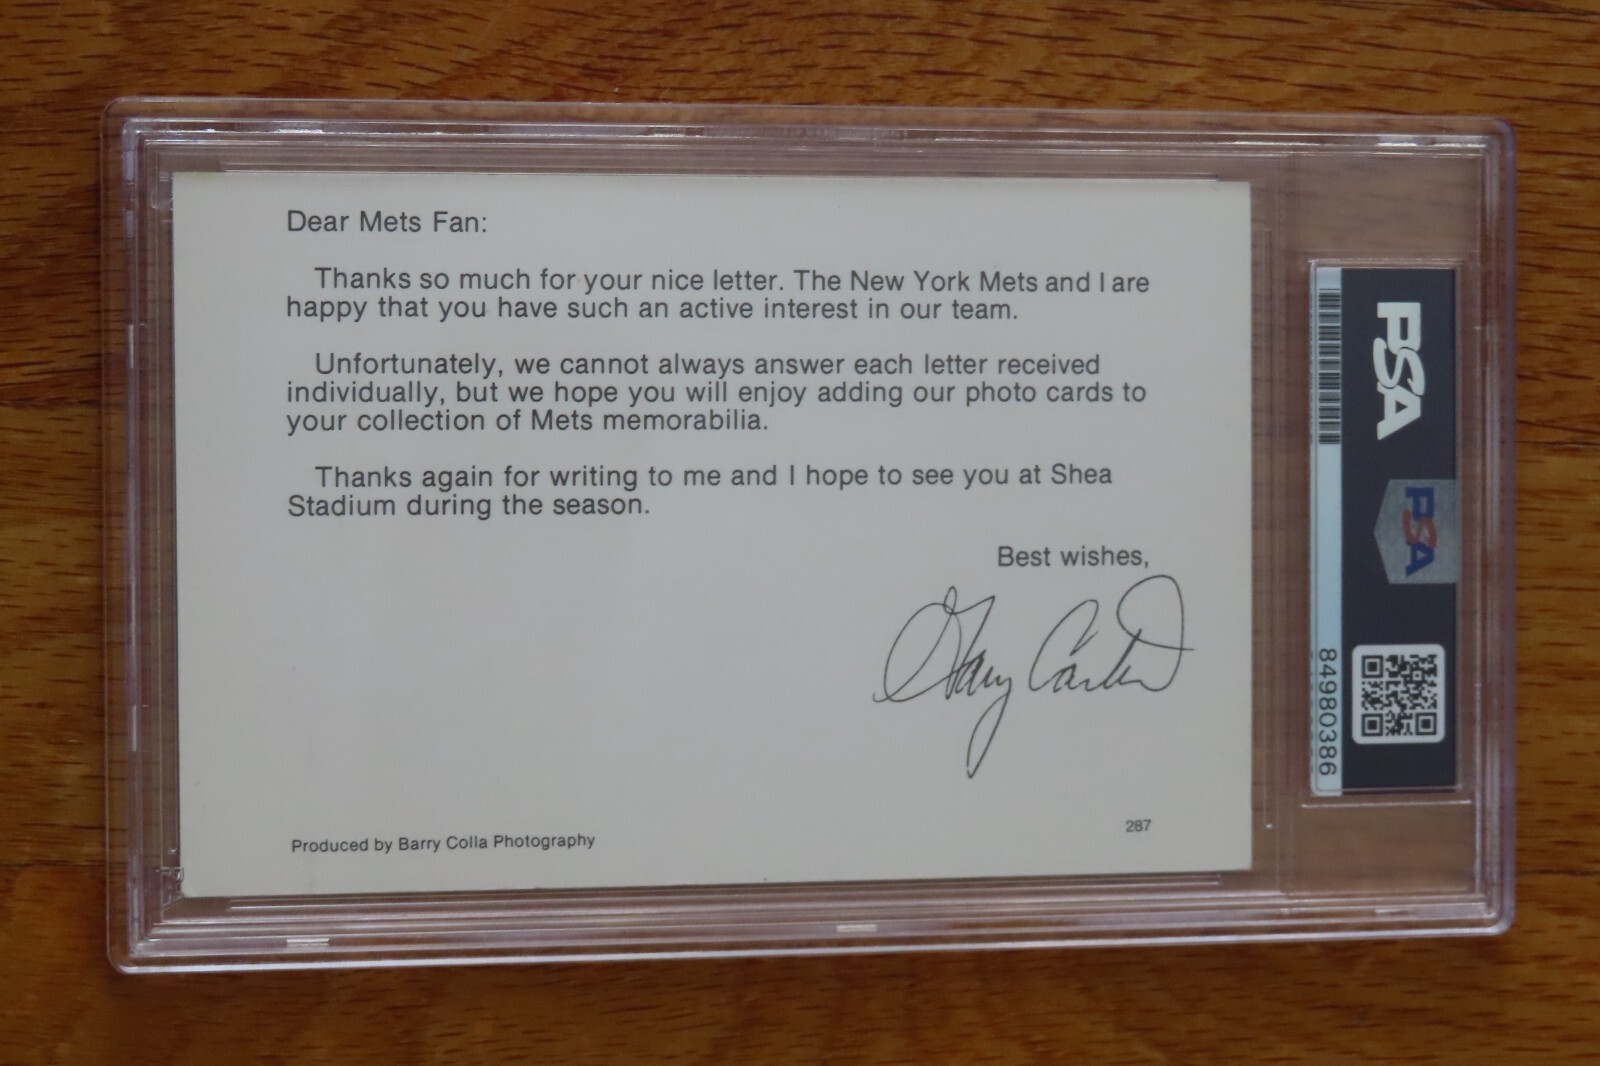 Dear Mets Fan:
Thanks so much for your nice letter. The New York Mets and I are
happy that you have such an active interest in our team.
Unfortunately, we cannot always answer each letter received
individually, but we hope you will enjoy adding our photo cards to
your collection of Mets memorabilia.
Thanks again for writing to me and I hope to see you at Shea
Stadium during the season.
Best wishes,
Gary Carter
287
Produced by Barry Colla Photography
PSA
PSA
84980386